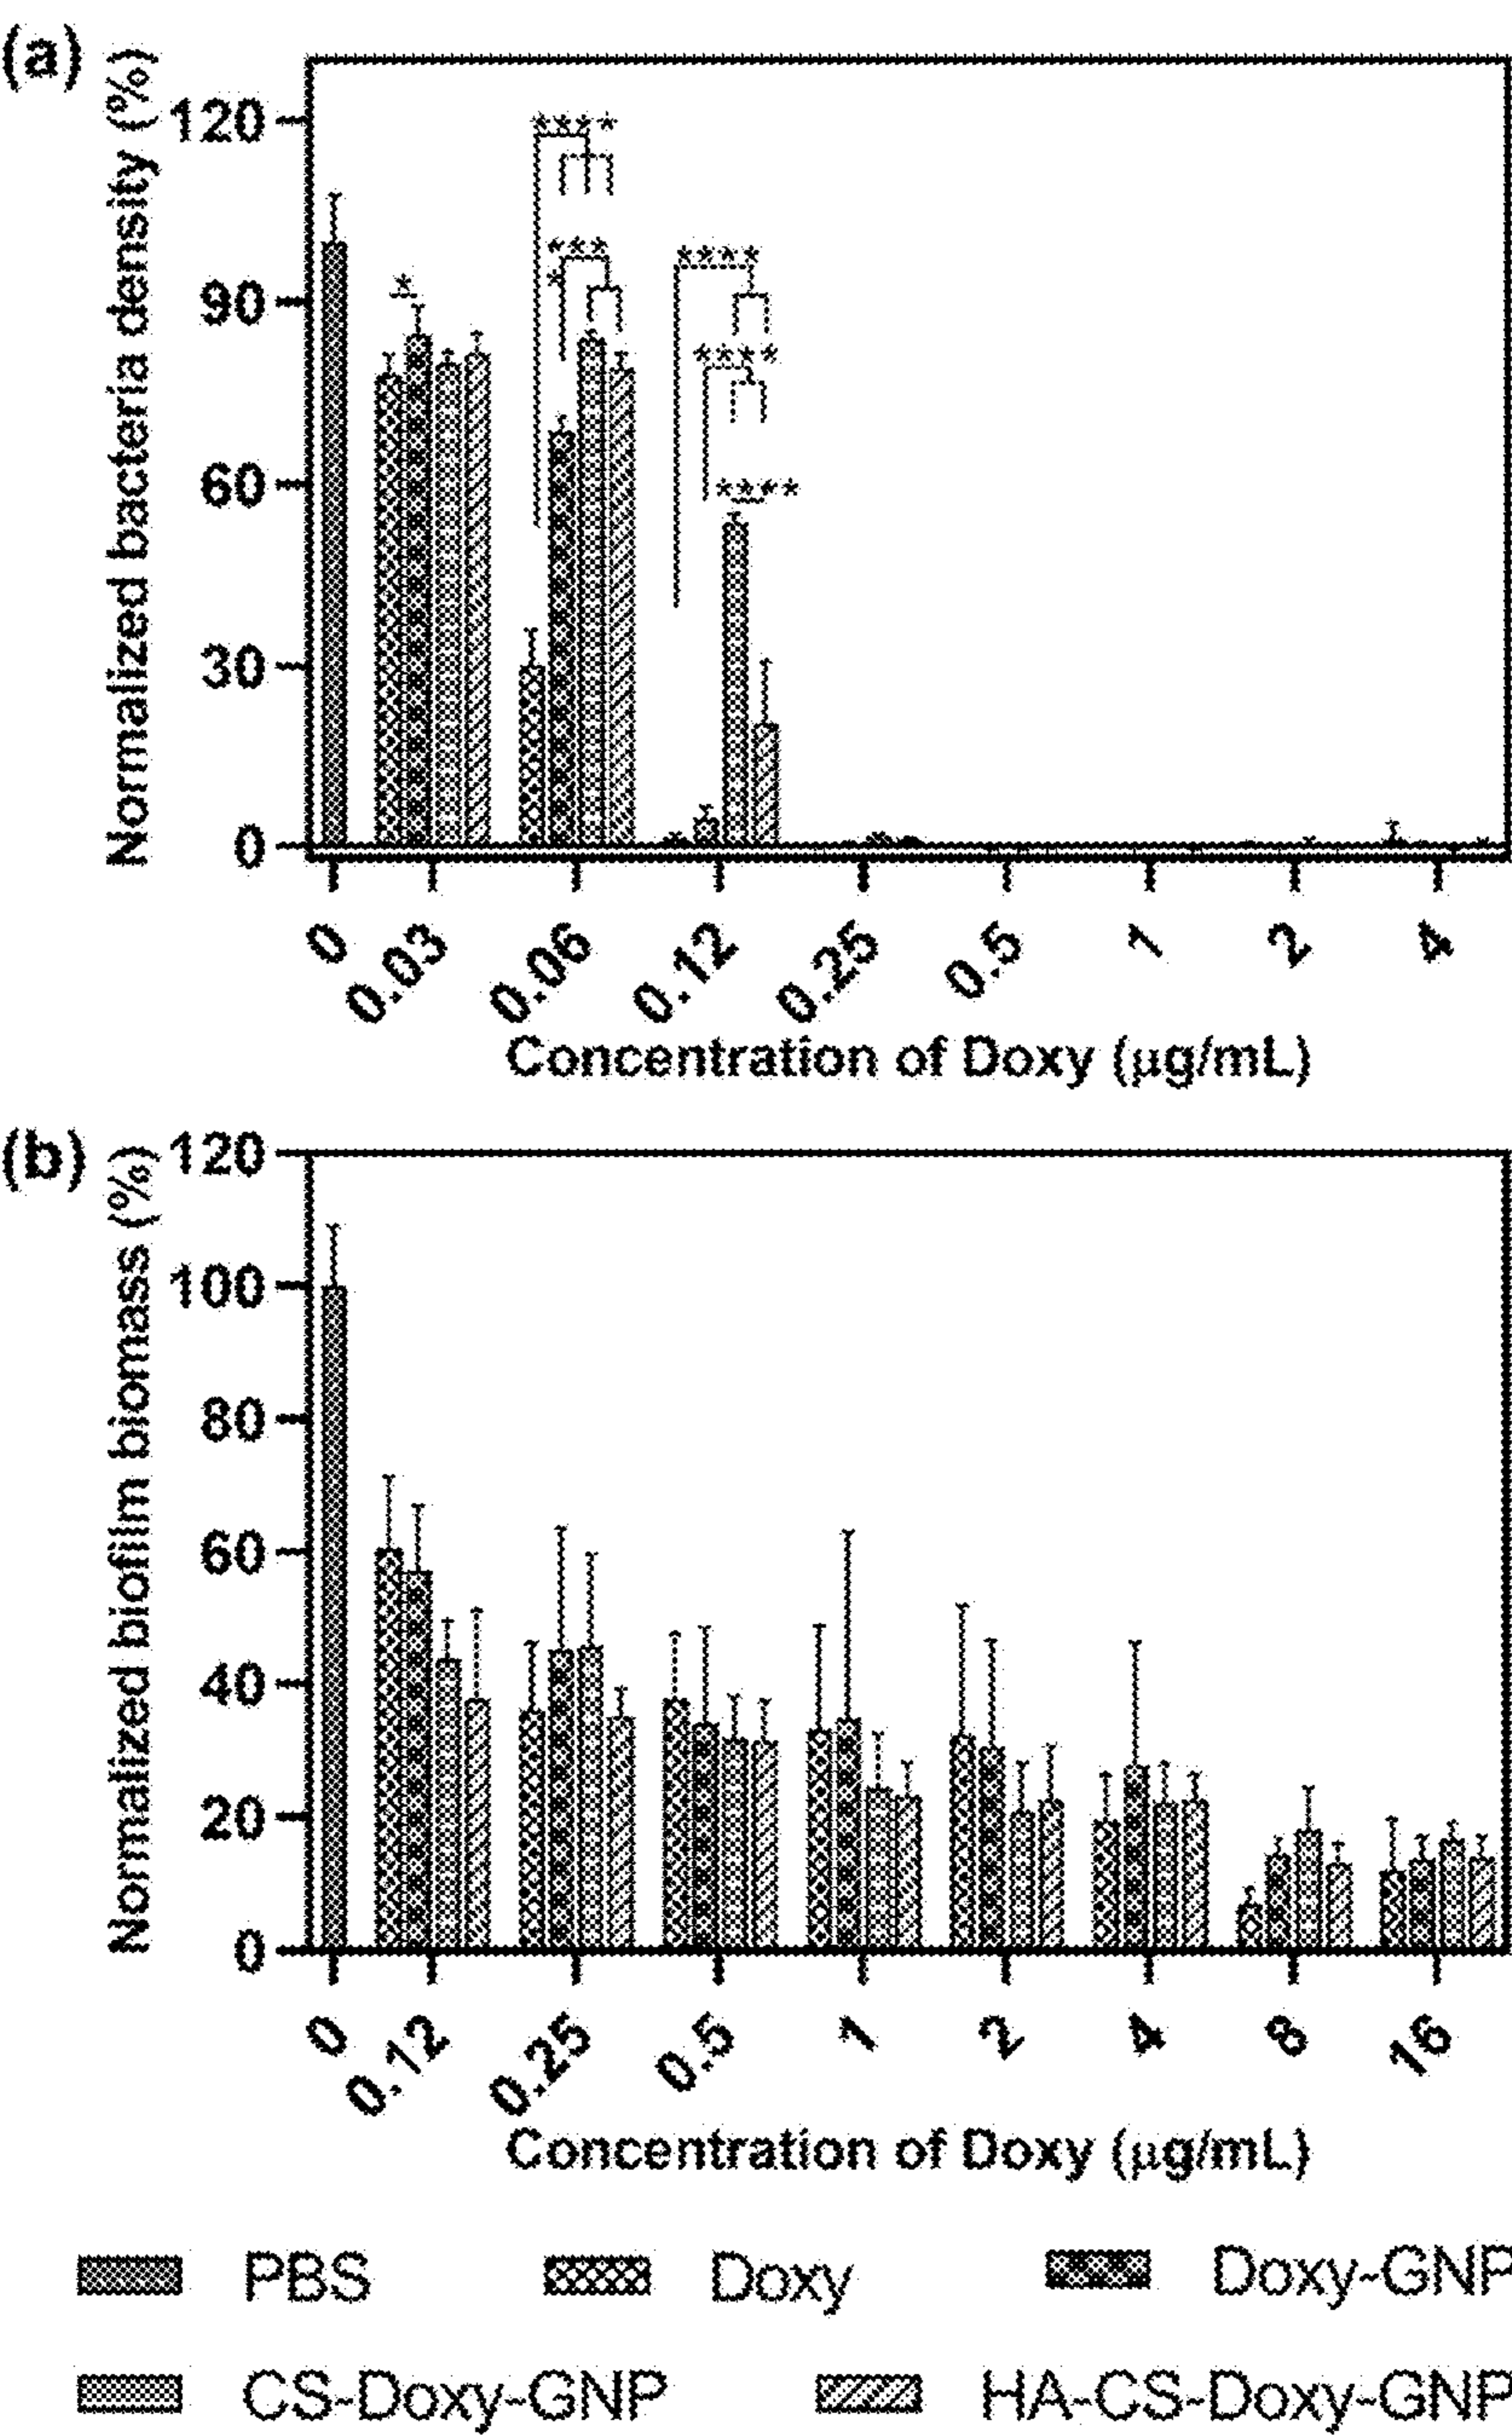 (a)
Normalized bacteria density (%)
120
90
60
30
0
****
***
*
*
****
****
****
0 0.03 0.06 0.12 0.25 0.5 1 2 4
Concentration of Doxy (µg/mL)
(b)
Normalized biofilm biomass (%)
120
100
80
60
40
20
0
0 0.12 0.25 0.5 1 2 4 8 16
Concentration of Doxy (µg/mL)
PBS Doxy Doxy-GNP
CS-Doxy-GNP HA-CS-Doxy-GNP